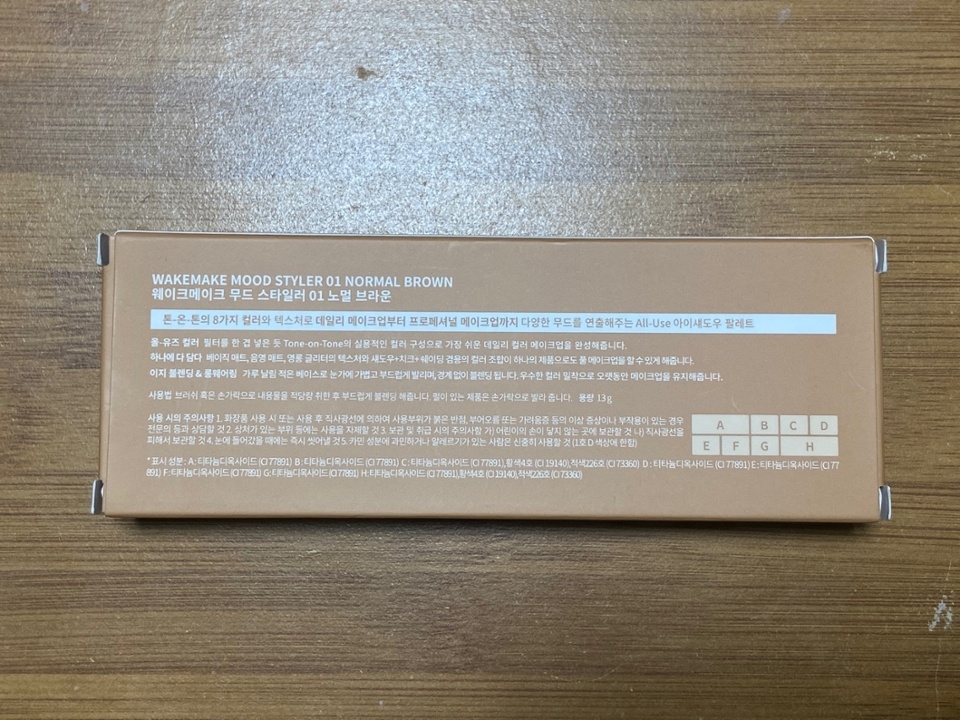 WAKEMAKE MOOD STYLER 01 NORMAL BROWN
웨이크메이크 무드 스타일러 01 노멀 브라운
톤-온-톤의 8가지 컬러와 텍스처로 데일리 메이크업부터 프로페셔널 메이크업까지 다양한 무드를 연출해주는 All-Use 아이섀도우 팔레트
올-유즈 컬러 필터를 한 겹 넣은 듯 Tone-on-Tone의 실용적인 컬러 구성으로 가장 쉬운 데일리 컬러 메이크업을 완성해줍니다.
하나에 다 담다 베이직 매트, 음영 매트, 영롱 글리터의 텍스처와 섀도우+치크+쉐이딩 겸용의 컬러 조합이 하나의 제품으로도 풀 메이크업을 할 수 있게 해줍니다.
이지 블렌딩 & 롱웨어링 가루 날림 적은 베이스로 눈가에 가볍고 부드럽게 발리며, 경계 없이 블렌딩 됩니다. 우수한 컬러 밀착으로 오랫동안 메이크업을 유지해줍니다.
사용법 브러쉬 혹은 손가락으로 내용물을 적당량 취한 후 부드럽게 블렌딩 해줍니다. 펄이 있는 제품은 손가락으로 발라 줍니다. 용량 13 g
사용 시의 주의사항 1. 화장품 사용 시 또는 사용 후 직사광선에 의하여 사용부위가 붉은 반점, 부어오름 또는 가려움증 등의 이상 증상이나 부작용이 있는 경우
전문의 등과 상담할 것 2. 상처가 있는 부위 등에는 사용을 자제할 것 3. 보관 및 취급 시의 주의사항 가) 어린이의 손이 닿지 않는 곳에 보관할 것 나) 직사광선을
피해서 보관할 것 4. 눈에 들어갔을 때에는 즉시 씻어낼 것 5. 카민 성분에 과민하거나 알레르기가 있는 사람은 신중히 사용할 것 (1호 D 색상에 한함)
A B C D
E F G H
*표시 성분 : A : 티타늄디옥사이드 (CI 77891) B : 티타늄디옥사이드 (CI 77891) C : 티타늄디옥사이드 (CI 77891), 황색4호 (CI 19140), 적색226호 (CI 73360) D : 티타늄디옥사이드 (CI 77891) E : 티타늄디옥사이드 (CI 77
891) F : 티타늄디옥사이드 (CI 77891) G : 티타늄디옥사이드 (CI 77891) H : 티타늄디옥사이드 (CI 77891), 황색4호 (CI 19140), 적색226호 (CI 73360)